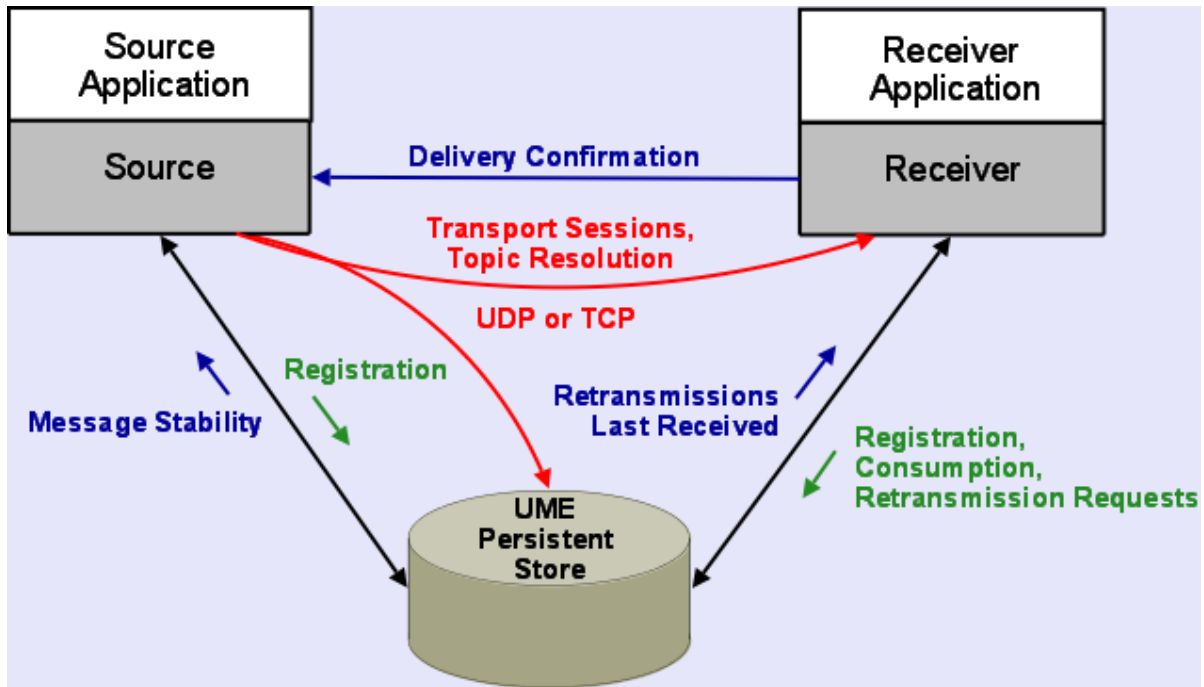 Source
Application
Source
Receiver
Application
Receiver
Delivery Confirmation
Transport Sessions,
Topic Resolution
UDP or TCP
Registration
Message Stability
Retransmissions
Last Received
Registration,
Consumption,
Retransmission Requests
UME
Persistent
Store